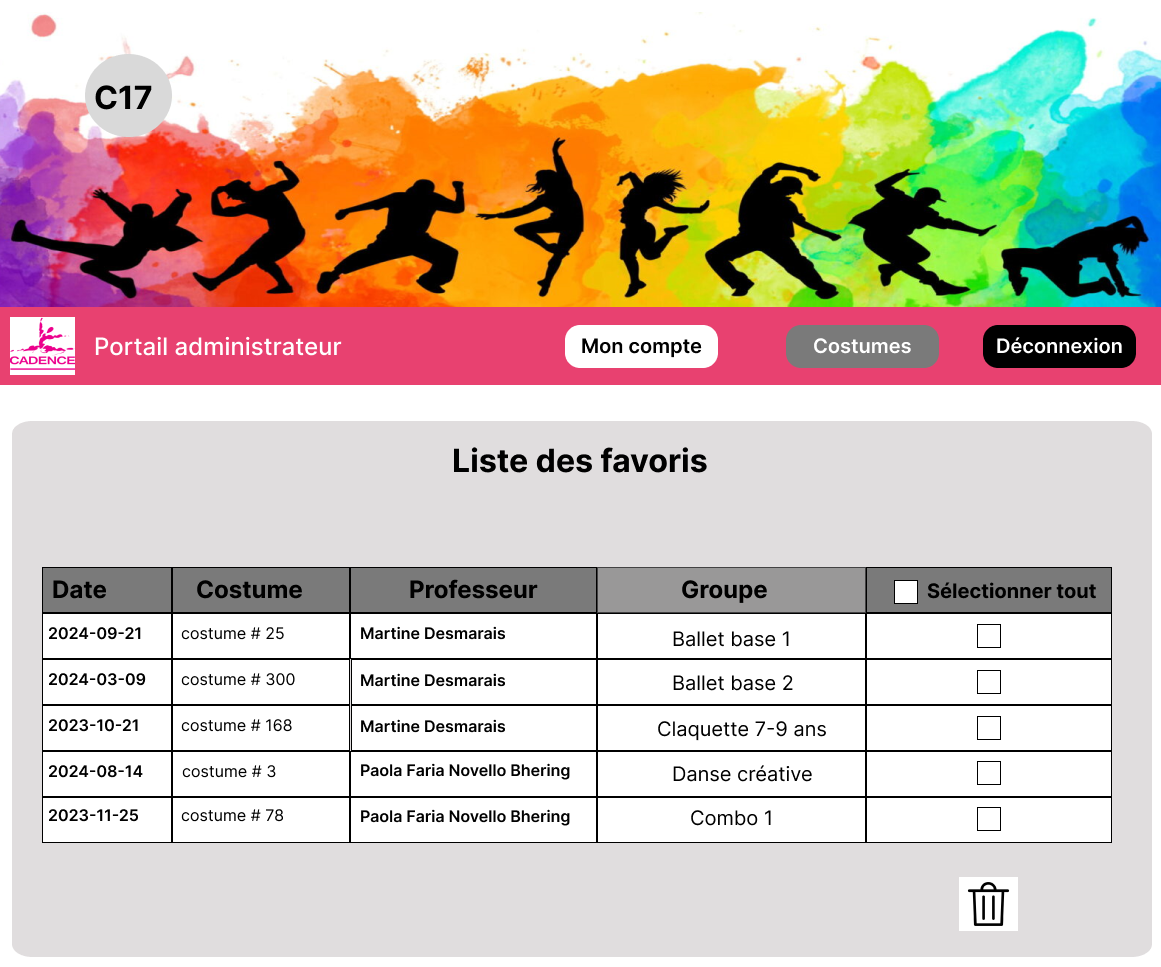 C17
CADENCE
Portail administrateur
Mon compte
Costumes
Déconnexion
Liste des favoris
Date Costume Professeur Groupe Sélectionner tout
2024-09-21 costume # 25 Martine Desmarais Ballet base 1
2024-03-09 costume # 300 Martine Desmarais Ballet base 2
2023-10-21 costume # 168 Martine Desmarais Claquette 7-9 ans
2024-08-14 costume # 3 Paola Faria Novello Bhering Danse créative
2023-11-25 costume # 78 Paola Faria Novello Bhering Combo 1